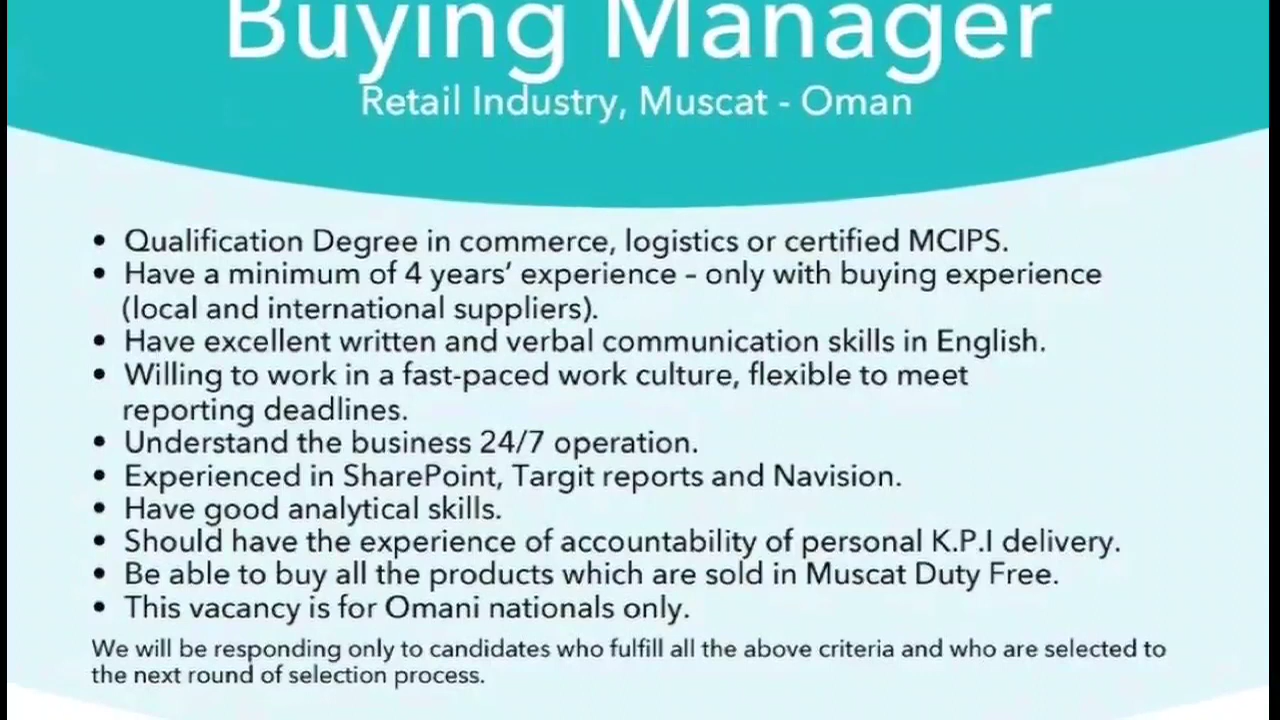 Buying Manager
Retail Industry, Muscat - Oman
• Qualification Degree in commerce, logistics or certified MCIPS.
• Have a minimum of 4 years’ experience – only with buying experience
(local and international suppliers).
• Have excellent written and verbal communication skills in English.
• Willing to work in a fast-paced work culture, flexible to meet
reporting deadlines.
• Understand the business 24/7 operation.
• Experienced in SharePoint, Targit reports and Navision.
• Have good analytical skills.
• Should have the experience of accountability of personal K.P.I delivery.
• Be able to buy all the products which are sold in Muscat Duty Free.
• This vacancy is for Omani nationals only.
We will be responding only to candidates who fulfill all the above criteria and who are selected to
the next round of selection process.